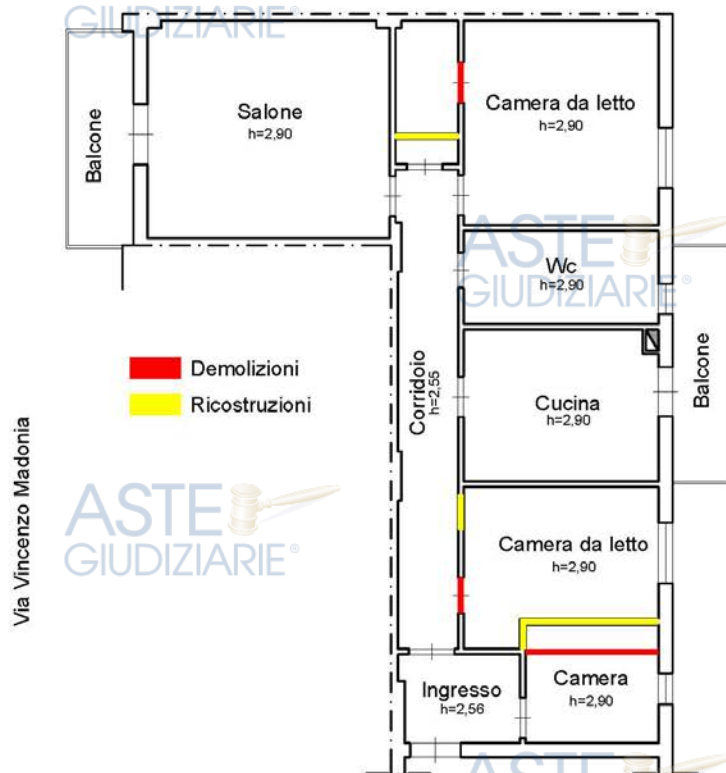 GIUDIZIARIE®
Balcone
Salone
h=2,90
Camera da letto
h=2,90
ASTE
GIUDIZIARIE®
Wc
h=2,90
Demolizioni
Ricostruzioni
Corridoio
h=2,55
Cucina
h=2,90
Balcone
Via Vincenzo Madonia
ASTE
GIUDIZIARIE®
Camera da letto
h=2,90
Ingresso
h=2,56
Camera
h=2,90
ASTE